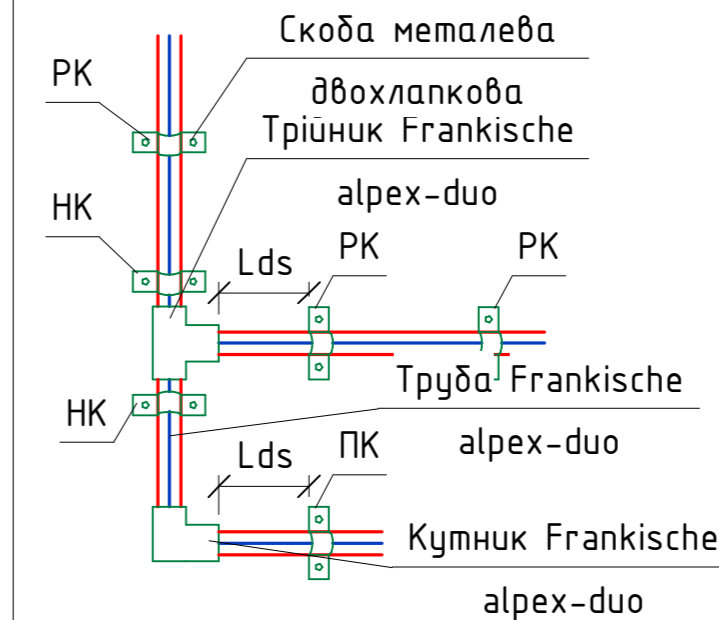 Скоба металева
двохлапкова
РК
Трійник Frankische
alpex-duo
НК
Lds
РК
РК
Труба Frankische
alpex-duo
НК
Lds
ПК
Кутник Frankische
alpex-duo